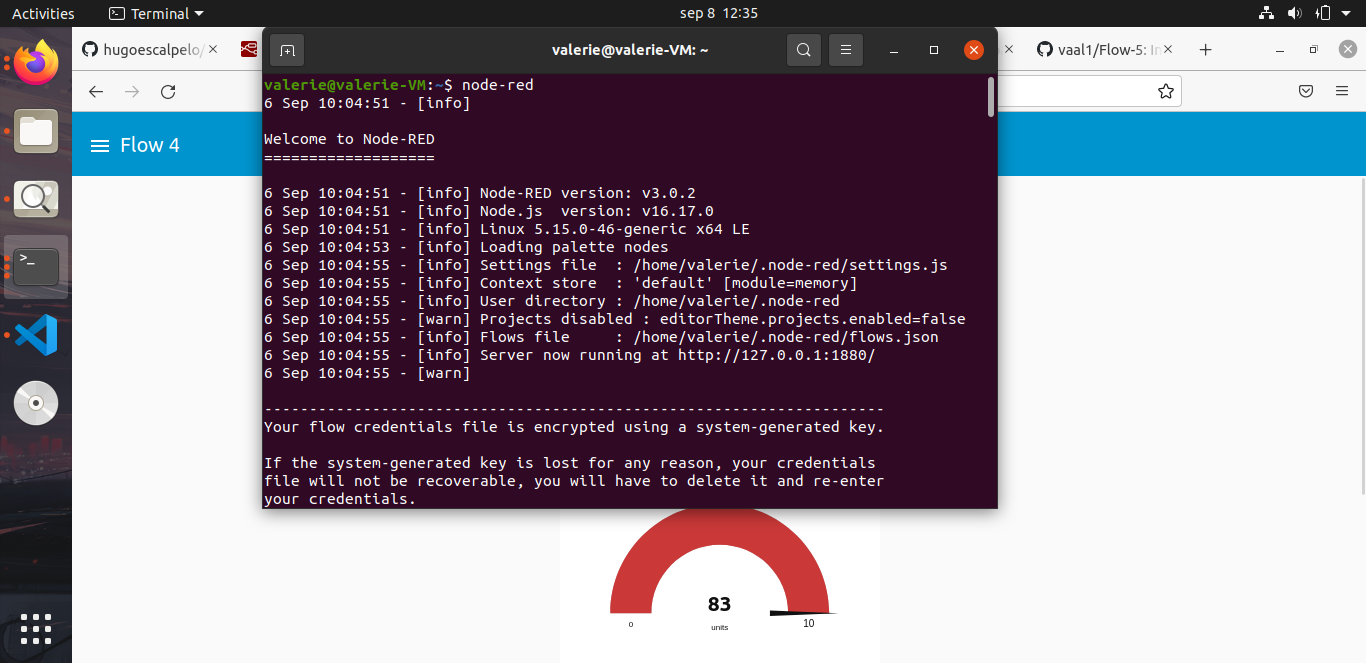 Activities
Terminal
sep 8 12:35
hugoescalpelo/
valerie@valerie-VM: ~
vaal1/Flow-5: In
Flow 4
valerie@valerie-VM:~$ node-red
6 Sep 10:04:51 - [info]
Welcome to Node-RED
===================
6 Sep 10:04:51 - [info] Node-RED version: v3.0.2
6 Sep 10:04:51 - [info] Node.js  version: v16.17.0
6 Sep 10:04:51 - [info] Linux 5.15.0-46-generic x64 LE
6 Sep 10:04:53 - [info] Loading palette nodes
6 Sep 10:04:55 - [info] Settings file  : /home/valerie/.node-red/settings.js
6 Sep 10:04:55 - [info] Context store  : 'default' [module=memory]
6 Sep 10:04:55 - [info] User directory : /home/valerie/.node-red
6 Sep 10:04:55 - [warn] Projects disabled : editorTheme.projects.enabled=false
6 Sep 10:04:55 - [info] Flows file     : /home/valerie/.node-red/flows.json
6 Sep 10:04:55 - [info] Server now running at http://127.0.0.1:1880/
6 Sep 10:04:55 - [warn]
---------------------------------------------------------------------
Your flow credentials file is encrypted using a system-generated key.
If the system-generated key is lost for any reason, your credentials
file will not be recoverable, you will have to delete it and re-enter
your credentials.
83
0
units
10